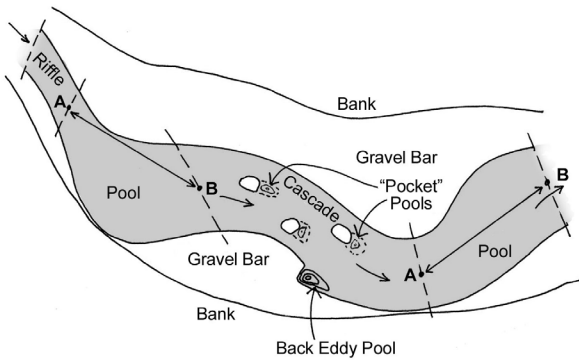 Riffle
A
Bank
Gravel Bar
B
Pool
B
Cascade
"Pocket"
Pools
Gravel Bar
A
Pool
Bank
Back Eddy Pool